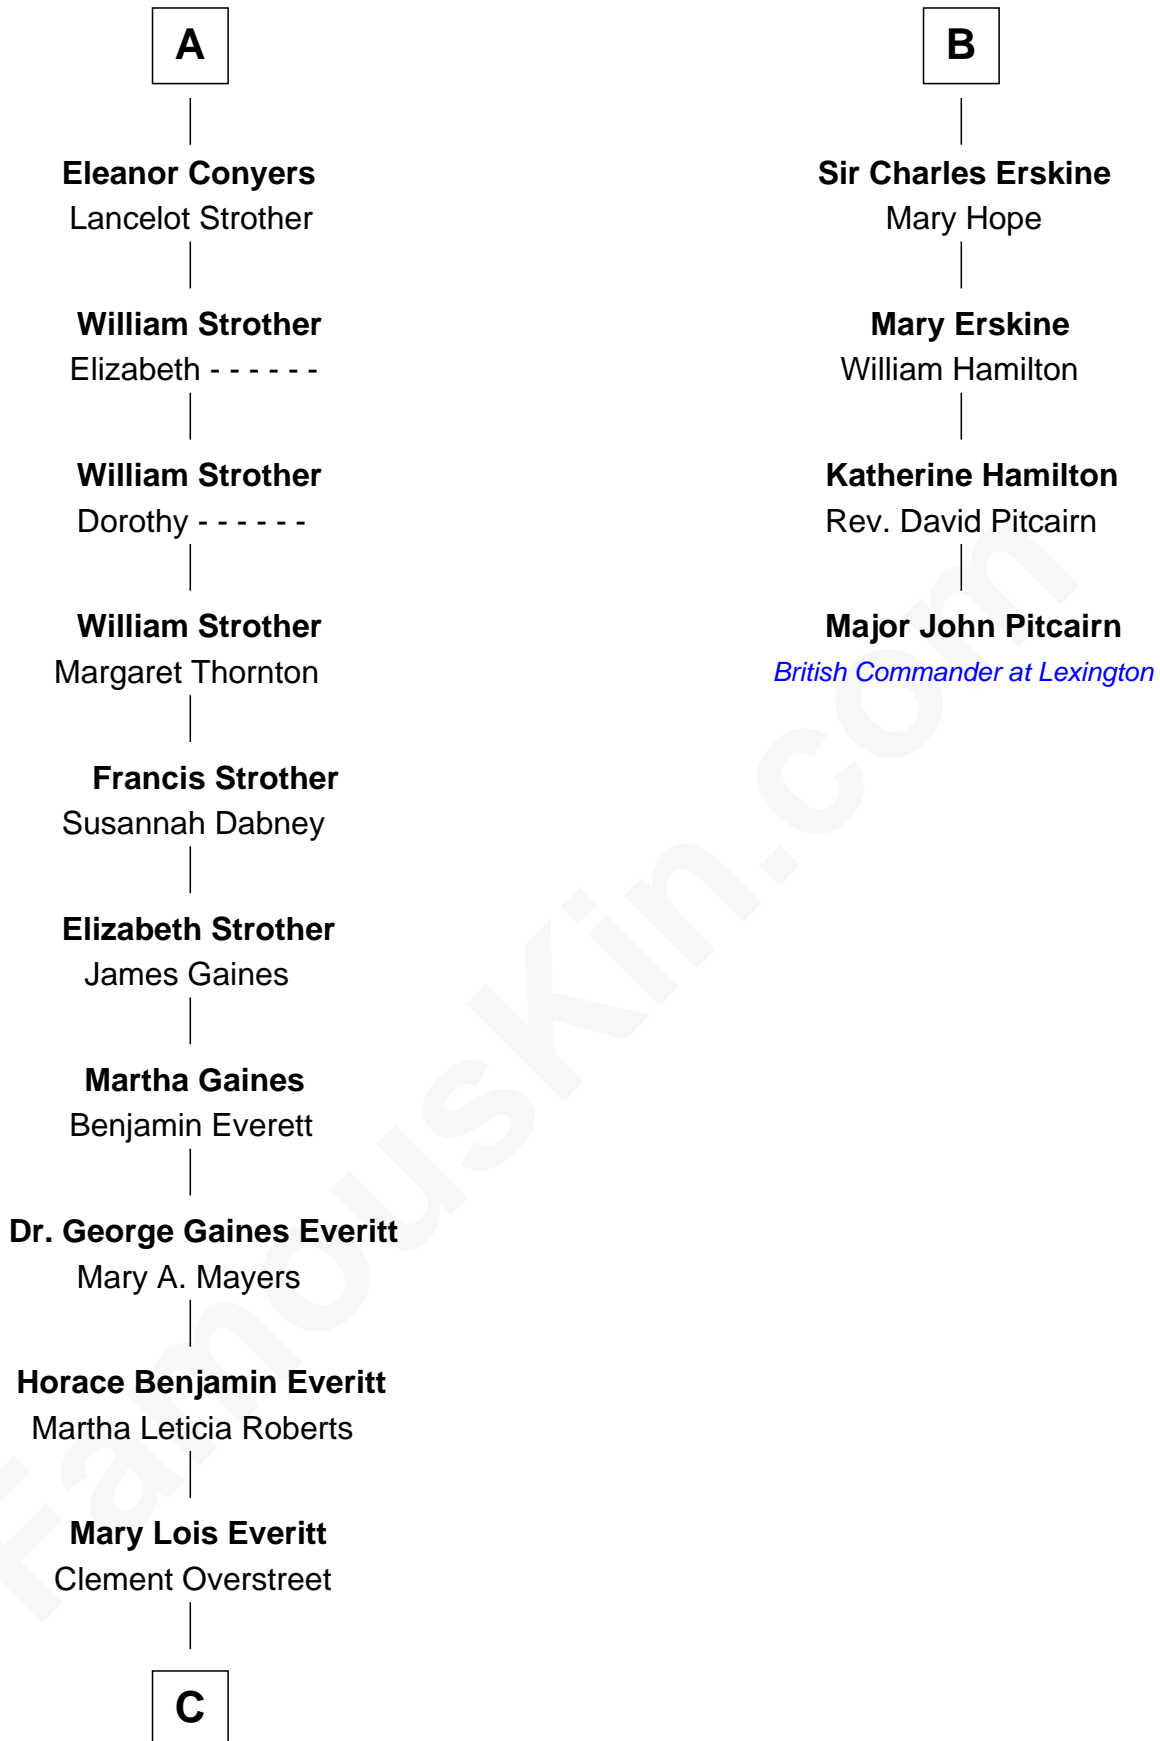 A
Eleanor Conyers
Lancelot Strother
William Strother
Elizabeth - - - - - -
William Strother
Dorothy - - - - - -
William Strother
Margaret Thornton
Francis Strother
Susannah Dabney
Elizabeth Strother
James Gaines
Martha Gaines
Benjamin Everett
Dr. George Gaines Everitt
Mary A. Mayers
Horace Benjamin Everitt
Martha Leticia Roberts
Mary Lois Everitt
Clement Overstreet
C
B
Sir Charles Erskine
Mary Hope
Mary Erskine
William Hamilton
Katherine Hamilton
Rev. David Pitcairn
Major John Pitcairn
British Commander at Lexington
FamousKin.com